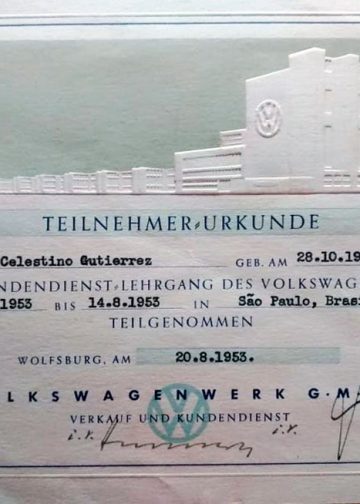 TEILNEHMER-URKUNDE
Celestino Gutierrez GEB. AM 28.10.19
NDENDIENST-LEHRGANG DES VOLKSWAG
1953 BIS 14.8.1953 IN São Paulo, Bras
TEILGENOMMEN
WOLFSBURG, AM 20.8.1953.
LKSWAGENWERK G·M
VERKAUF UND KUNDENDIENST
i.V. i.V.